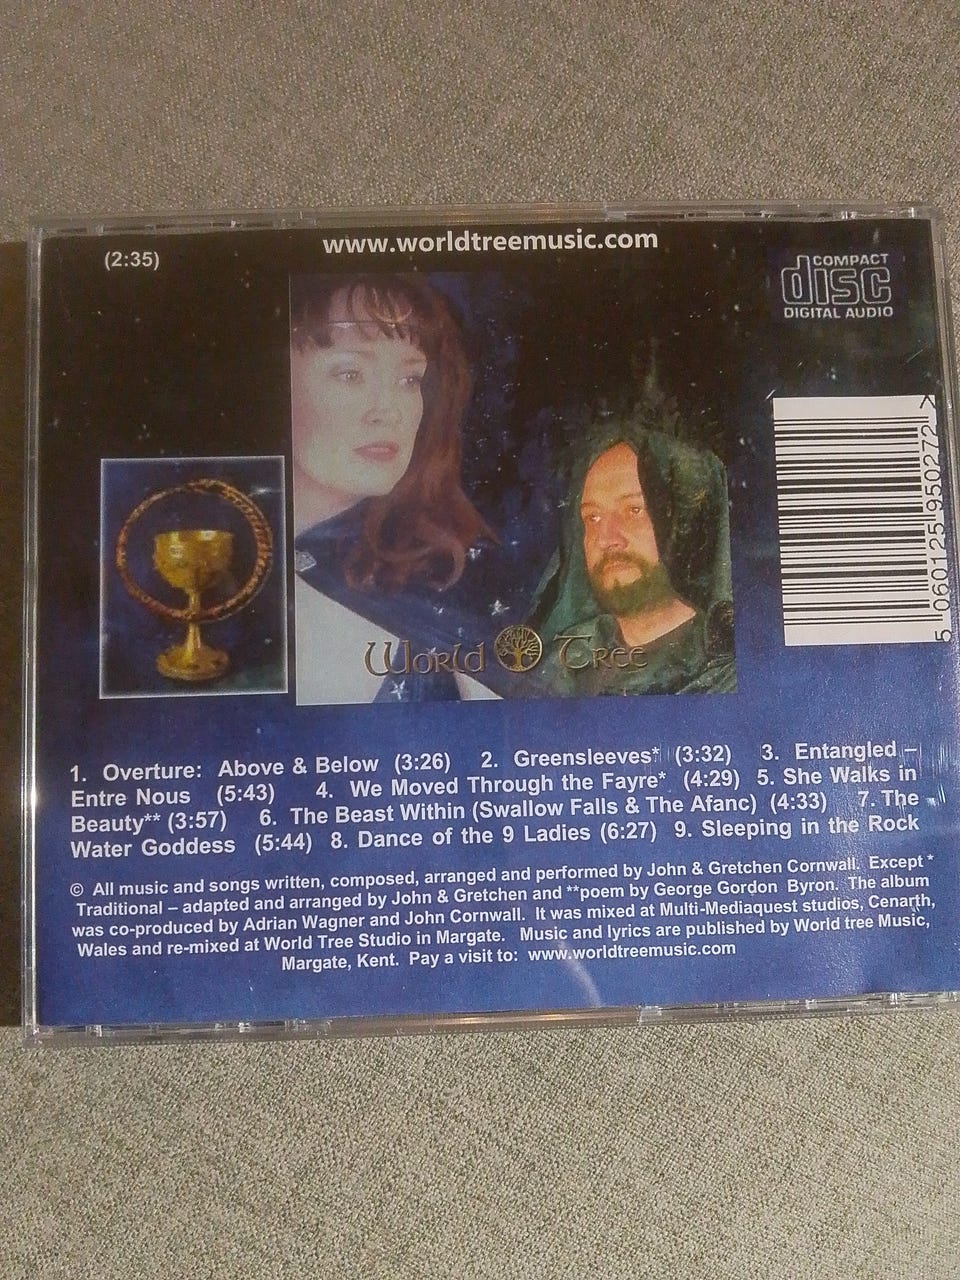 (2:35)
www.worldtreemusic.com
COMPACT
disc
DIGITAL AUDIO
5 060125 950272 >
World Tree
1. Overture: Above & Below (3:26) 2. Greensleeves* (3:32) 3. Entangled –
Entre Nous (5:43) 4. We Moved Through the Fayre* (4:29) 5. She Walks in
Beauty** (3:57) 6. The Beast Within (Swallow Falls & The Afanc) (4:33) 7. The
Water Goddess (5:44) 8. Dance of the 9 Ladies (6:27) 9. Sleeping in the Rock
© All music and songs written, composed, arranged and performed by John & Gretchen Cornwall. Except *
Traditional – adapted and arranged by John & Gretchen and **poem by George Gordon Byron. The album
was co-produced by Adrian Wagner and John Cornwall. It was mixed at Multi-Mediaquest studios, Cenarth,
Wales and re-mixed at World Tree Studio in Margate. Music and lyrics are published by World tree Music,
Margate, Kent. Pay a visit to: www.worldtreemusic.com